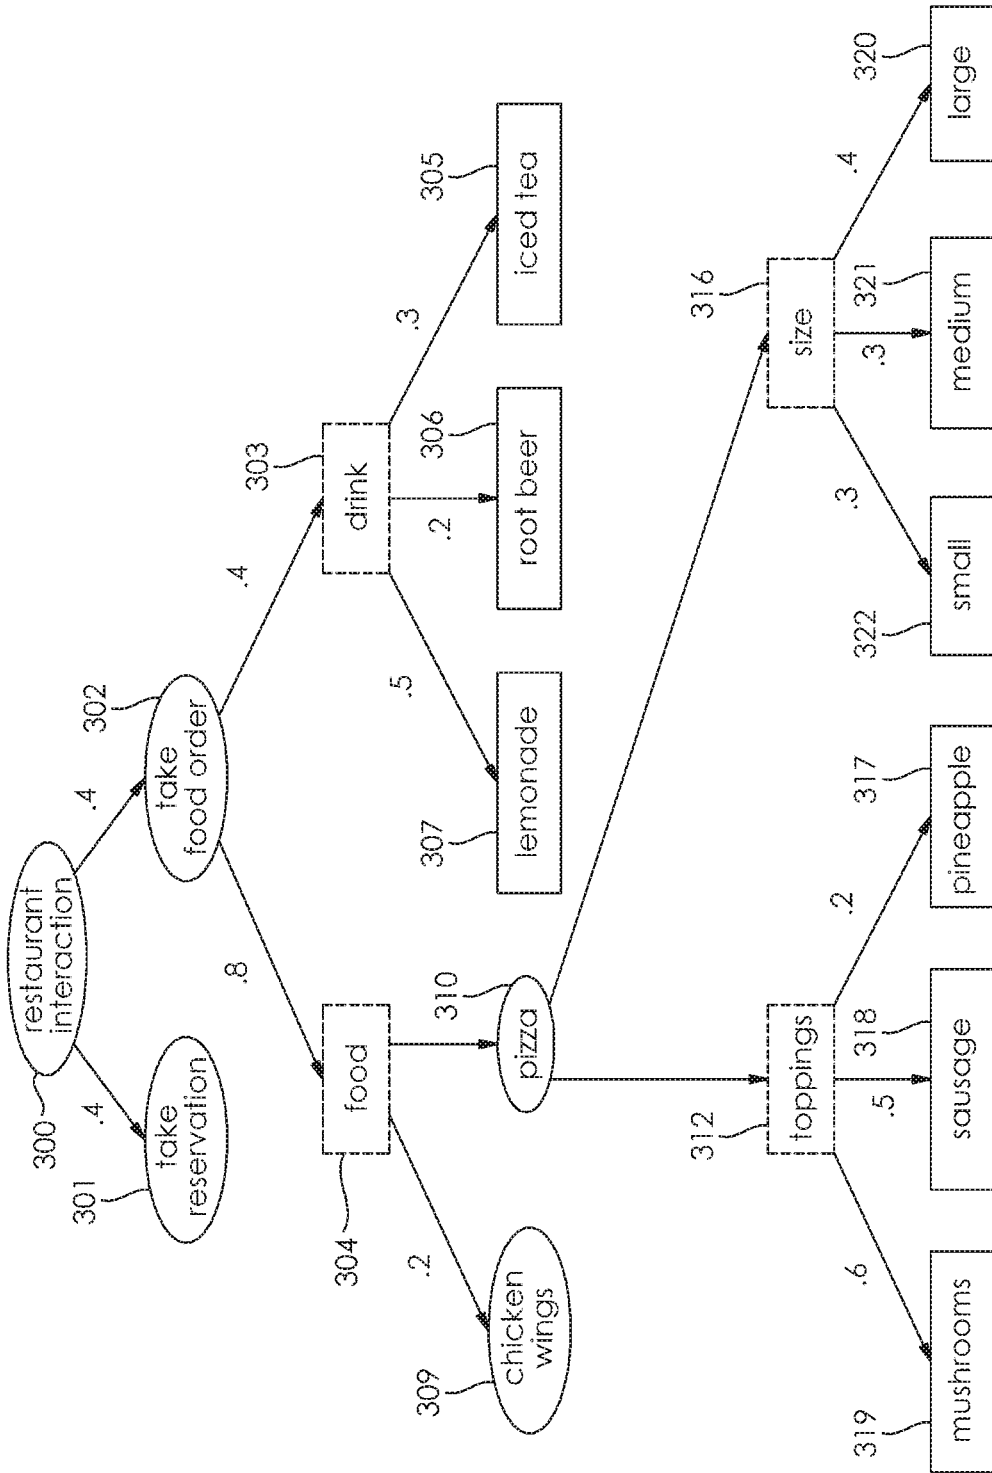 300
restaurant
interaction
.4
.4
301
take
reservation
302
take
food order
.8
.4
304
food
303
drink
.2
.5
.2
.3
309
chicken
wings
310
pizza
307
lemonade
306
root beer
305
iced tea
312
toppings
316
size
.6
.5
.2
.3
.3
.4
319
mushrooms
318
sausage
317
pineapple
322
small
321
medium
320
large